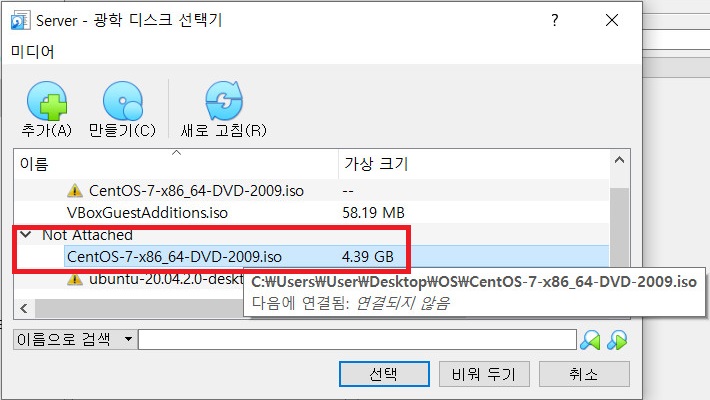 Server - 광학 디스크 선택기
미디어
추가(A) 만들기(C) 새로 고침(R)
이름 가상 크기
CentOS-7-x86_64-DVD-2009.iso --
VBoxGuestAdditions.iso 58.19 MB
Not Attached
CentOS-7-x86_64-DVD-2009.iso 4.39 GB
ubuntu-20.04.2.0-deskt
C:₩Users₩User₩Desktop₩OS₩CentOS-7-x86_64-DVD-2009.iso
다음에 연결됨: 연결되지 않음
이름으로 검색
선택 비워 두기 취소